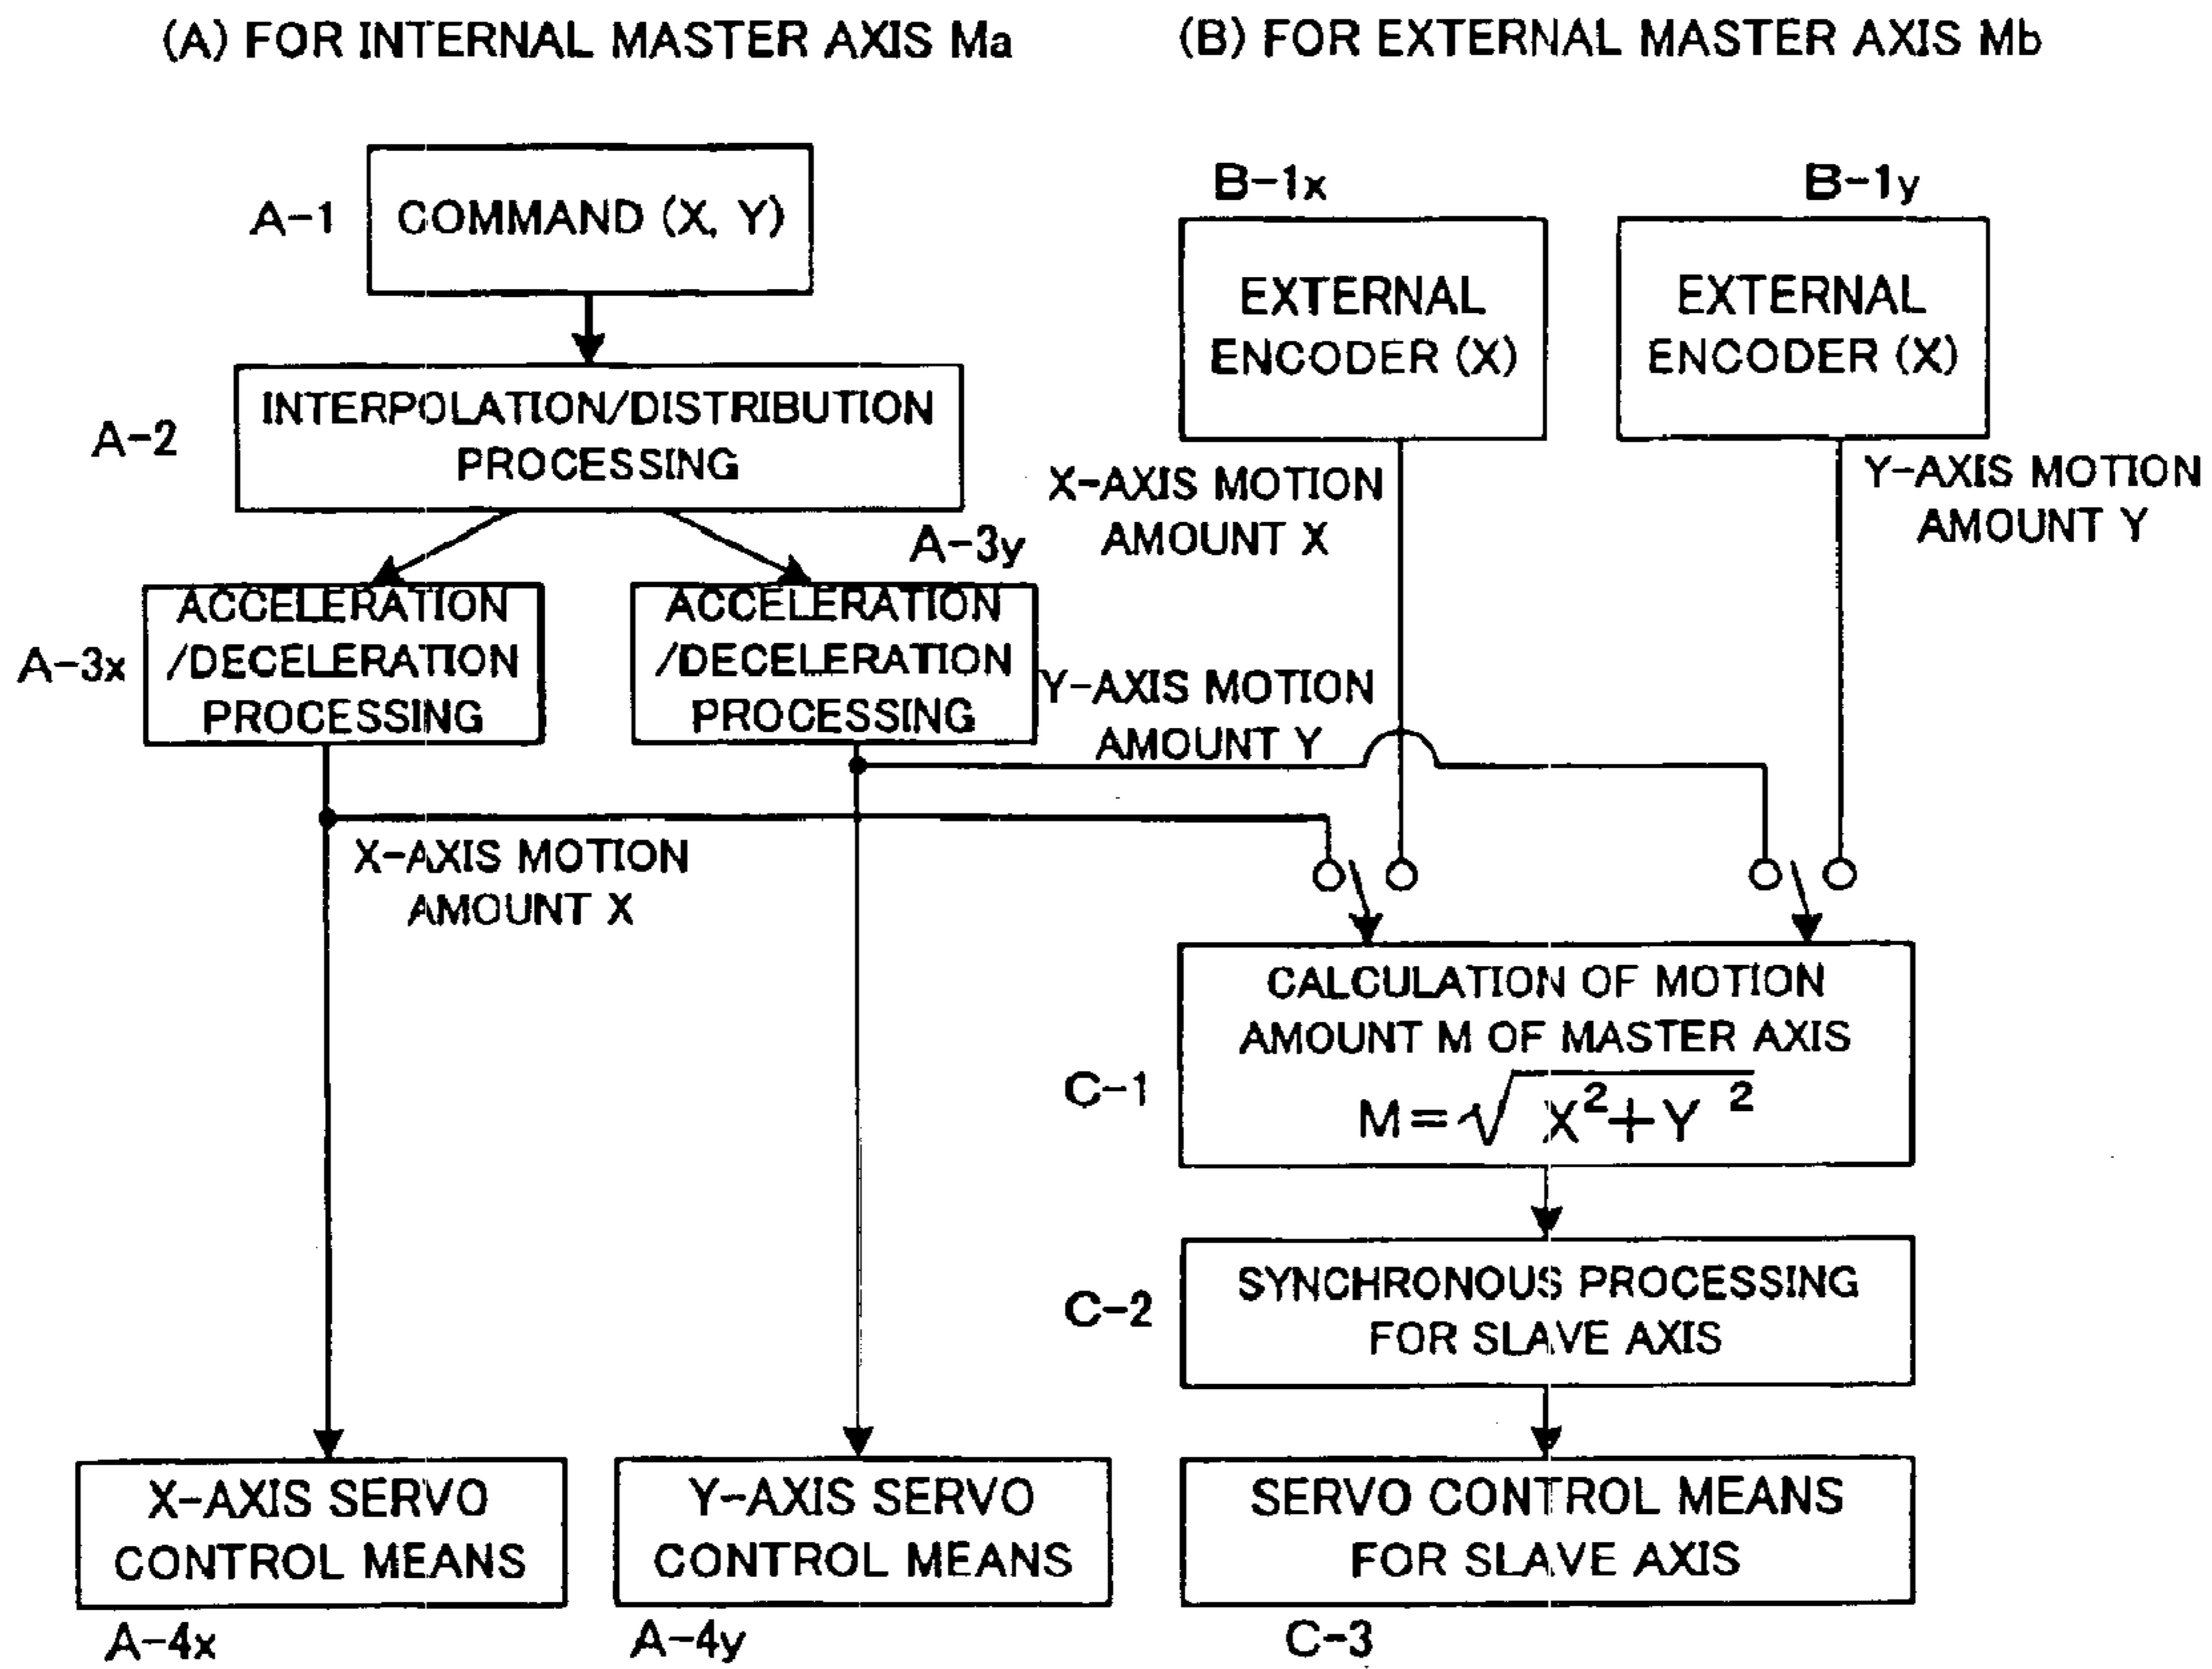 (A) FOR INTERNAL MASTER AXIS Ma
(B) FOR EXTERNAL MASTER AXIS Mb
A-1
COMMAND (X, Y)
A-2
INTERPOLATION/DISTRIBUTION
PROCESSING
A-3x
ACCELERATION
/DECELERATION
PROCESSING
A-3y
ACCELERATION
/DECELERATION
PROCESSING
Y-AXIS MOTION
AMOUNT Y
X-AXIS MOTION
AMOUNT X
X-AXIS SERVO
CONTROL MEANS
A-4x
Y-AXIS SERVO
CONTROL MEANS
A-4y
B-1x
EXTERNAL
ENCODER (X)
X-AXIS MOTION
AMOUNT X
B-1y
EXTERNAL
ENCODER (X)
Y-AXIS MOTION
AMOUNT Y
C-1
CALCULATION OF MOTION
AMOUNT M OF MASTER AXIS
M=√X²+Y²
C-2
SYNCHRONOUS PROCESSING
FOR SLAVE AXIS
SERVO CONTROL MEANS
FOR SLAVE AXIS
C-3